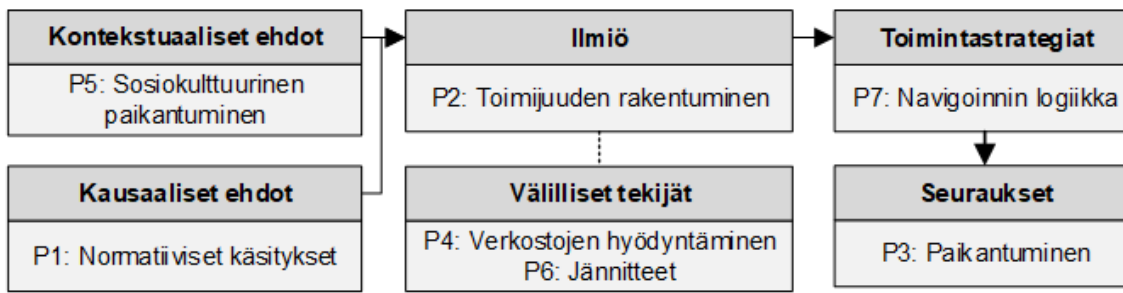 Kontekstuaaliset ehdot
P5: Sosiokulttuurinen
paikantuminen
Ilmiö
P2: Toimijuuden rakentuminen
Toimintastrategiat
P7: Navigoinnin logiikka
Kausaaliset ehdot
P1: Normatiiviset käsitykset
Välilliset tekijät
P4: Verkostojen hyödyntäminen
P6: Jännitteet
Seuraukset
P3: Paikantuminen